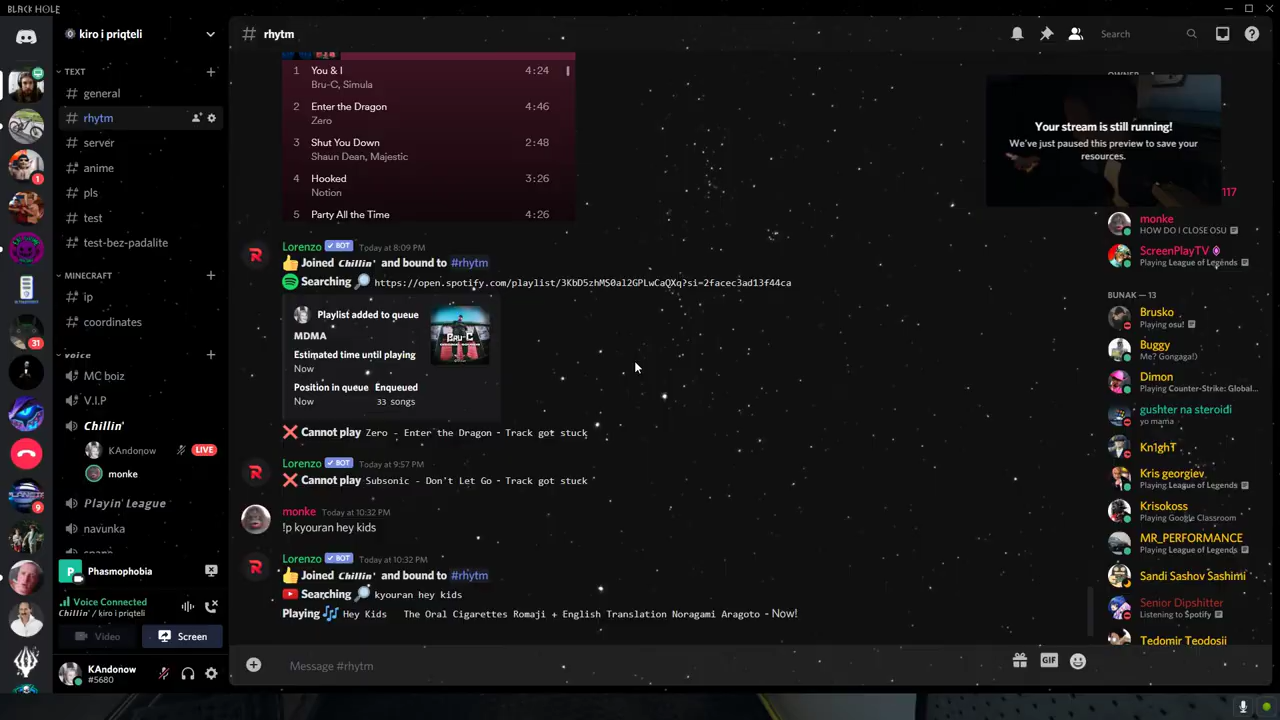 BLACK HOLE
kiro i priqteli
TEXT
general
rhytm
server
anime
pls
test
test-bez-padalite
MINECRAFT
ip
coordinates
voice
MC boiz
V.I.P
Chillin'
KAndonow LIVE
monke
Playin' League
navunka
1
31
9
Phasmophobia
Voice Connected
Chillin' / kiro i priqteli
Video Screen
KAndonow
#5680
# rhytm
Search
1 You & I 4:24
Bru-C, Simula
2 Enter the Dragon 4:46
Zero
3 Shut You Down 2:48
Shaun Dean, Majestic
4 Hooked 3:26
Notion
5 Party All the Time 4:26
Lorenzo BOT Today at 8:09 PM
Joined Chillin' and bound to #rhytm
Searching https://open.spotify.com/playlist/3KbD5zhMS0al2GPLwCaQXq?si=2facec3ad13f44ca
Playlist added to queue
MDMA
BRU-C
Estimated time until playing
Now
Position in queue Enqueued
Now 33 songs
Cannot play Zero - Enter the Dragon - Track got stuck
Lorenzo BOT Today at 9:57 PM
Cannot play Subsonic - Don't Let Go - Track got stuck
monke Today at 10:32 PM
!p kyouran hey kids
Lorenzo BOT Today at 10:32 PM
Joined Chillin' and bound to #rhytm
Searching kyouran hey kids
Playing Hey Kids The Oral Cigarettes Romaji + English Translation Noragami Aragoto - Now!
Message #rhytm
GIF
Your stream is still running!
We've just paused this preview to save your
resources.
117
monke
HOW DO I CLOSE OSU
ScreenPlayTV
Playing League of Legends
BUNAK — 13
Brusko
Playing osu!
Buggy
Me? Gongaga!)
Dimon
Playing Counter-Strike: Global...
gushter na steroidi
yo mama
Kn1ghT
Kris georgiev
Playing League of Legends
Krisokoss
Playing Google Classroom
MR_PERFORMANCE
Playing League of Legends
Sandi Sashov Sashimi
Senior Dipshitter
Listening to Spotify
Tedomir Teodosii